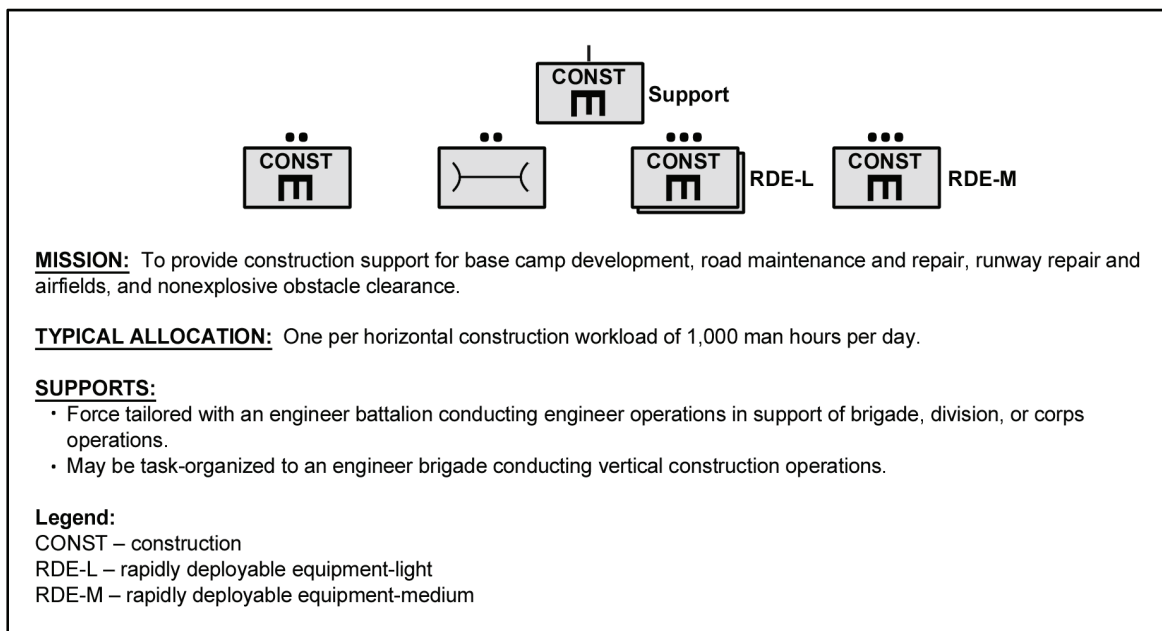 CONST
Support
CONST
CONST
RDE-L
CONST
RDE-M
MISSION: To provide construction support for base camp development, road maintenance and repair, runway repair and
airfields, and nonexplosive obstacle clearance.
TYPICAL ALLOCATION: One per horizontal construction workload of 1,000 man hours per day.
SUPPORTS:
• Force tailored with an engineer battalion conducting engineer operations in support of brigade, division, or corps
operations.
• May be task-organized to an engineer brigade conducting vertical construction operations.
Legend:
CONST – construction
RDE-L – rapidly deployable equipment-light
RDE-M – rapidly deployable equipment-medium